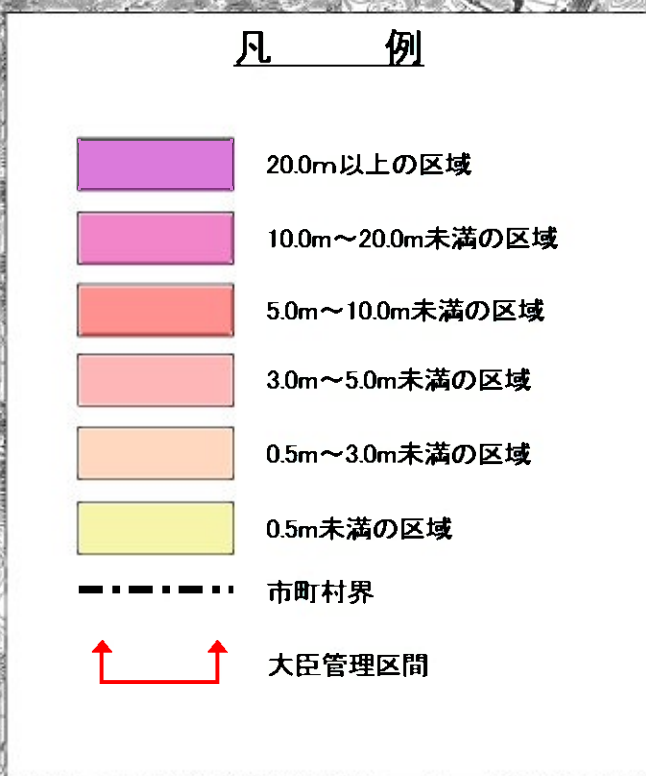 凡 例
20.0m以上の区域
10.0m～20.0m未満の区域
5.0m～10.0m未満の区域
3.0m～5.0m未満の区域
0.5m～3.0m未満の区域
0.5m未満の区域
市町村界
大臣管理区間